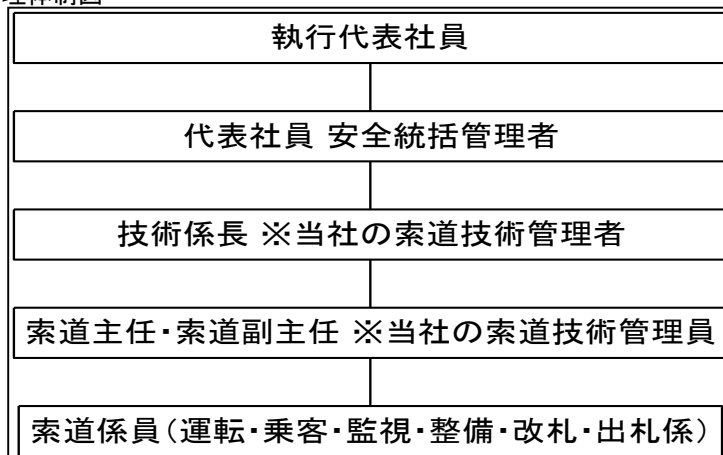 執行代表社員
代表社員 安全統括管理者
技術係長 ※当社の索道技術管理者
索道主任・索道副主任 ※当社の索道技術管理員
索道係員（運転・乗客・監視・整備・改札・出札係）